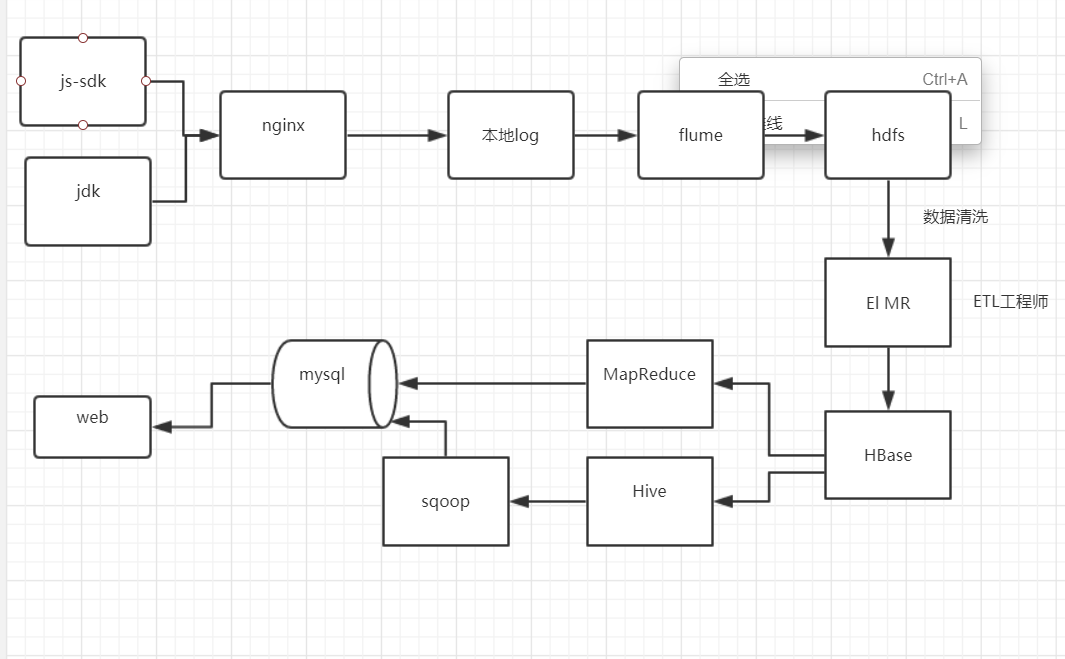 js-sdk
全选 Ctrl+A
nginx
线 L
本地log
flume
hdfs
jdk
数据清洗
El MR
ETL工程师
mysql
MapReduce
web
HBase
Hive
sqoop